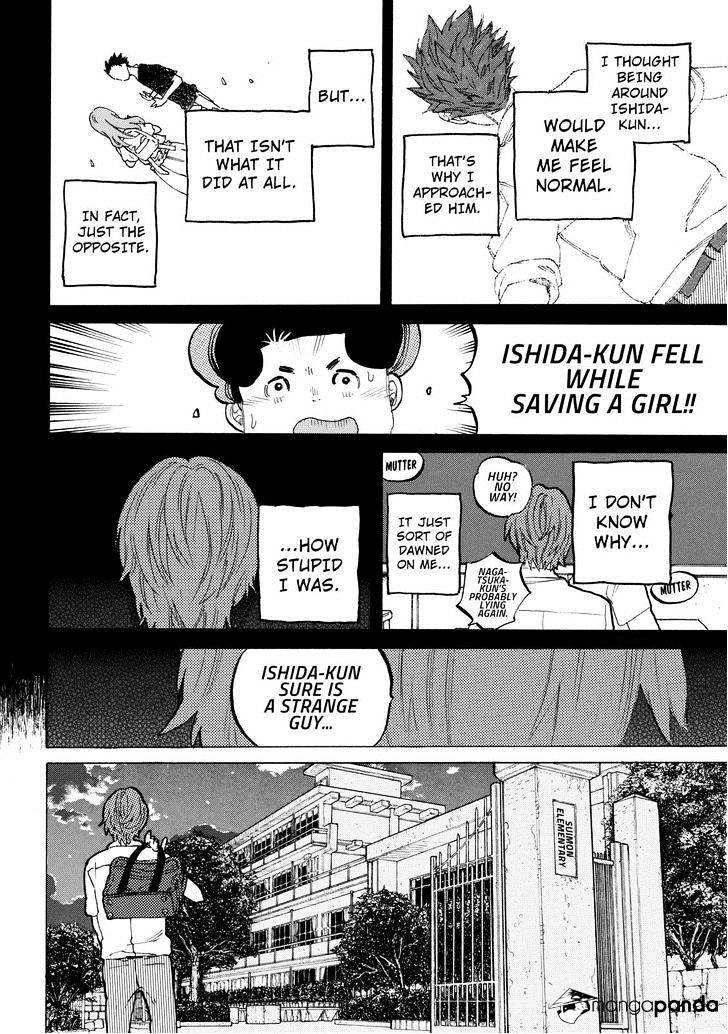 I THOUGHT
BEING
AROUND
ISHIDA-
KUN...
WOULD
MAKE
ME FEEL
NORMAL.
THAT'S
WHY I
APPROACH-
ED HIM.
BUT...
THAT ISN'T
WHAT IT
DID AT ALL.
IN FACT,
JUST THE
OPPOSITE.
ISHIDA-KUN FELL
WHILE
SAVING A GIRL!!
MUTTER
HUH?
NO
WAY!
I DON'T
KNOW
WHY...
IT JUST
SORT OF
DAWNED
ON ME...
NAGA-
TSUKA-
KUN'S
PROBABLY
LYING
AGAIN.
MUTTER
...HOW
STUPID
I WAS.
ISHIDA-KUN
SURE IS
A STRANGE
GUY...
SUIMON
ELEMENTARY
mangapanda